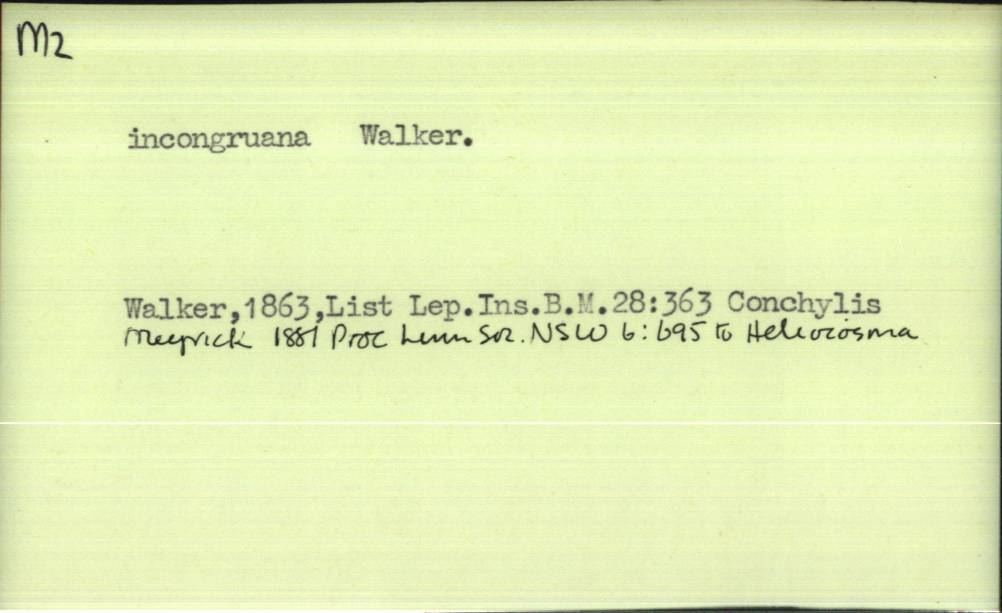 M2
incongruana Walker.
Walker,1863,List Lep.Ins.B.M.28:363 Conchylis
Meyrick 1881 Proc Linn Soc. NSW 6:695 to Heliocosma